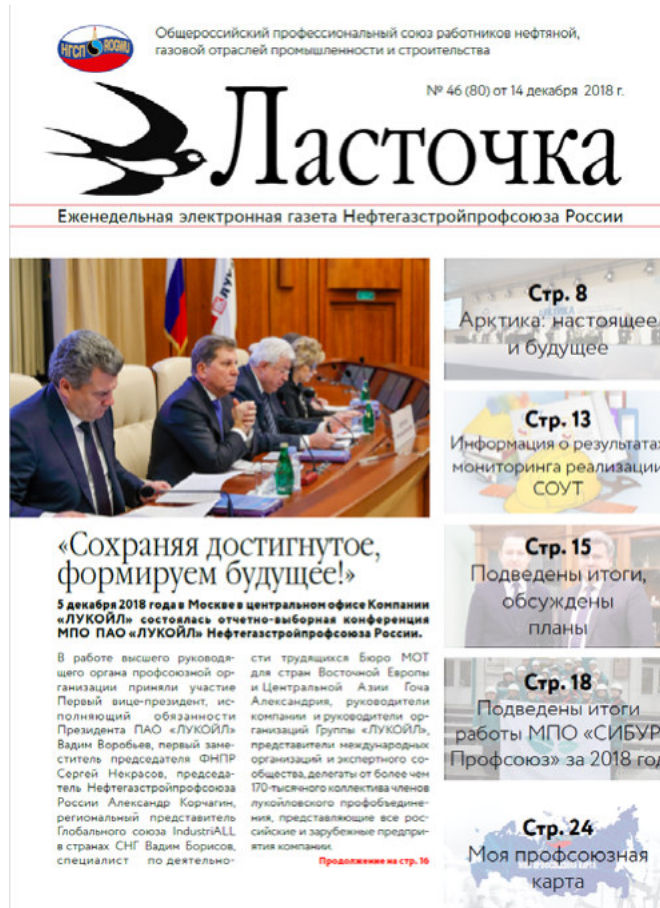 НГСП ROGWU
Общероссийский профессиональный союз работников нефтяной,
газовой отраслей промышленности и строительства
№ 46 (80) от 14 декабря 2018 г.
Ласточка
Еженедельная электронная газета Нефтегазстройпрофсоюза России
«Сохраняя достигнутое,
формируем будущее!»
5 декабря 2018 года в Москве в центральном офисе Компании
«ЛУКОЙЛ» состоялась отчетно-выборная конференция
МПО ПАО «ЛУКОЙЛ» Нефтегазстройпрофсоюза России.
В работе высшего руководя-
щего органа профсоюзной ор-
ганизации приняли участие
Первый вице-президент, ис-
полняющий обязанности
Президента ПАО «ЛУКОЙЛ»
Вадим Воробьев, первый заме-
ститель председателя ФНПР
Сергей Некрасов, председа-
тель Нефтегазстройпрофсоюза
России Александр Корчагин,
региональный представитель
Глобального союза IndustriALL
в странах СНГ Вадим Борисов,
специалист по деятельно-
сти трудящихся Бюро МОТ
для стран Восточной Европы
и Центральной Азии Гоча
Александрия, руководители
компании и руководители ор-
ганизаций Группы «ЛУКОЙЛ»,
представители международных
организаций и экспертного со-
общества, делегаты от более чем
170-тысячного коллектива членов
лукойловского профобъедине-
ния, представляющие все рос-
сийские и зарубежные предпри-
ятия компании.
Продолжение на стр. 16
Стр. 8
Арктика: настоящее
и будущее
Стр. 13
Информация о результатах
мониторинга реализации
СОУТ
Стр. 15
Подведены итоги,
обсуждены
планы
Стр. 18
Подведены итоги
работы МПО «СИБУР
Профсоюз» за 2018 год
Стр. 24
Моя профсоюзная
карта